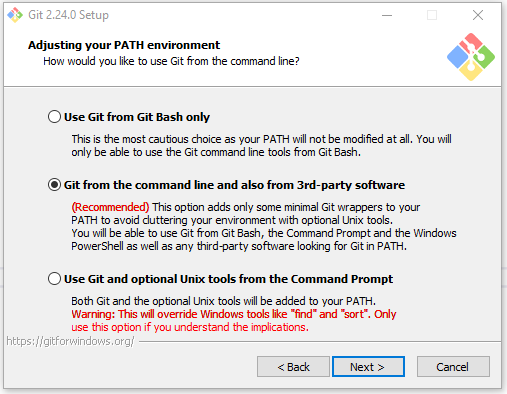 Git 2.24.0 Setup
Adjusting your PATH environment
How would you like to use Git from the command line?
Use Git from Git Bash only
This is the most cautious choice as your PATH will not be modified at all. You will
only be able to use the Git command line tools from Git Bash.
Git from the command line and also from 3rd-party software
(Recommended) This option adds only some minimal Git wrappers to your
PATH to avoid cluttering your environment with optional Unix tools.
You will be able to use Git from Git Bash, the Command Prompt and the Windows
PowerShell as well as any third-party software looking for Git in PATH.
Use Git and optional Unix tools from the Command Prompt
Both Git and the optional Unix tools will be added to your PATH.
Warning: This will override Windows tools like "find" and "sort". Only
use this option if you understand the implications.
https://gitforwindows.org/
< Back
Next >
Cancel